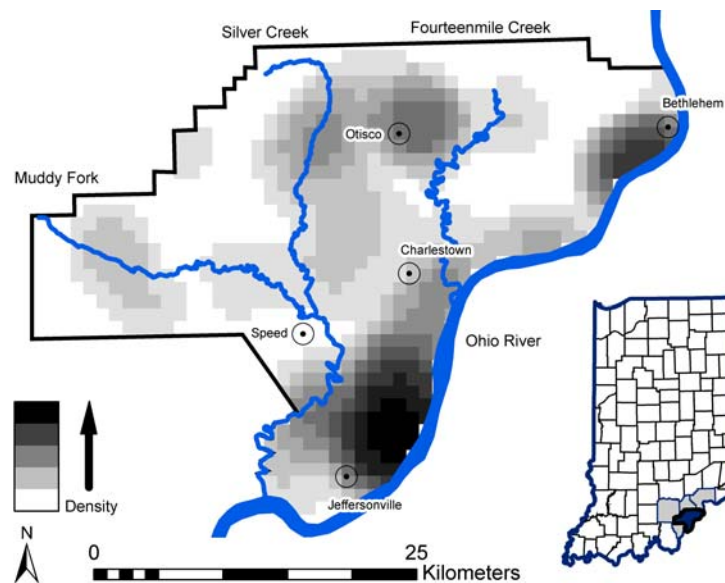 Silver Creek
Fourteenmile Creek
Bethlehem
Otisco
Muddy Fork
Charlestown
Speed
Ohio River
Density
Jeffersonville
N
0
25
Kilometers